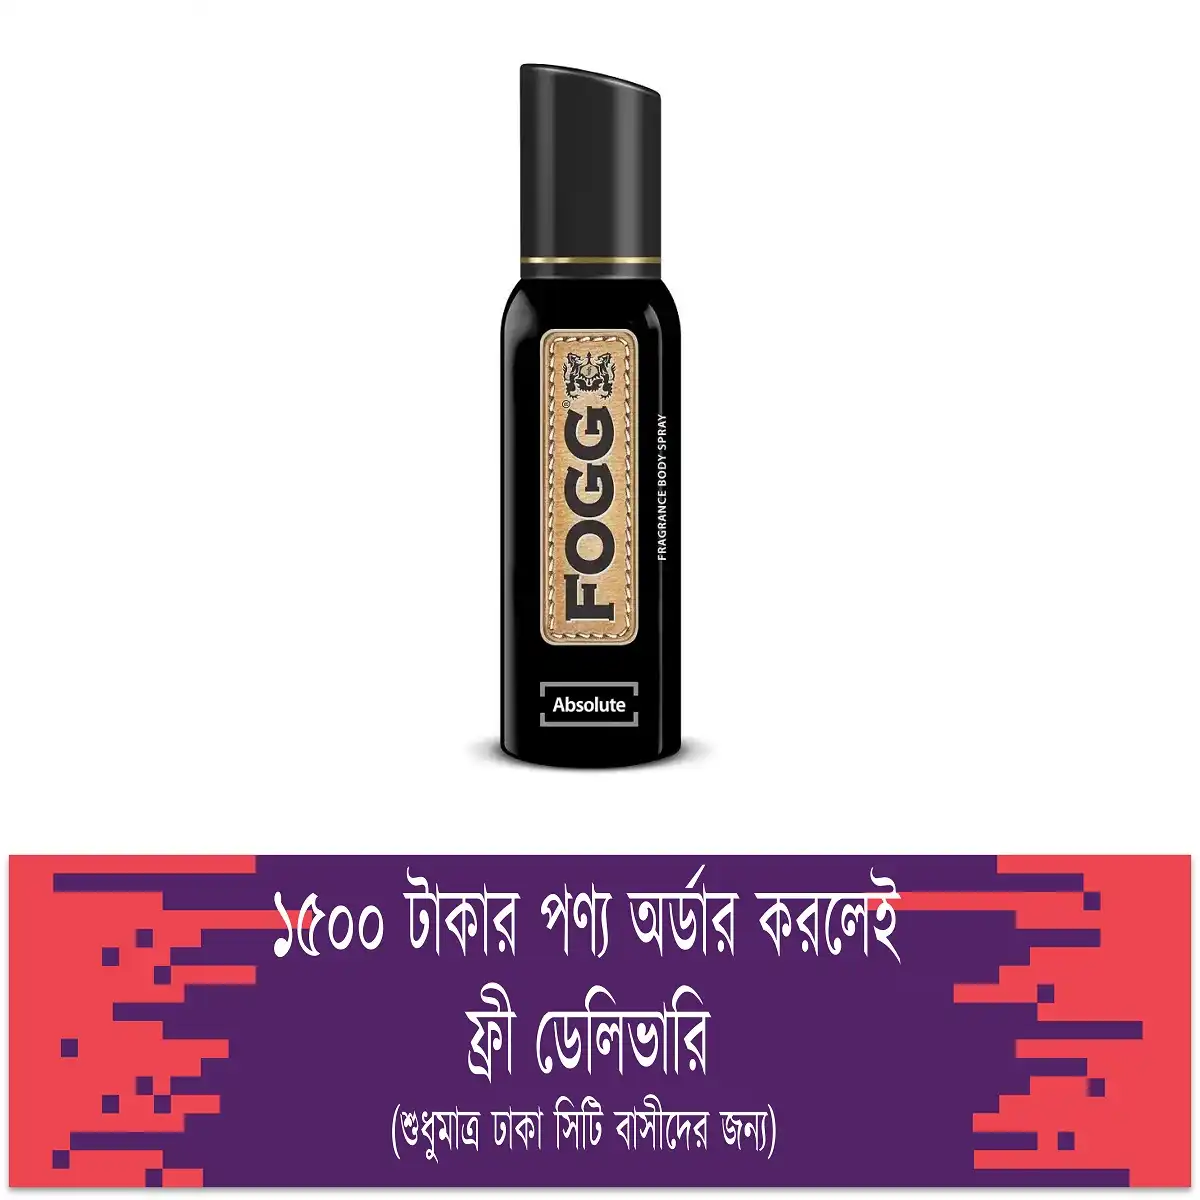 FOGG®
FRAGRANCE BODY SPRAY
Absolute
১৫০০ টাকার পণ্য অর্ডার করলেই
ফ্রী ডেলিভারি
(শুধুমাত্র ঢাকা সিটি বাসীদের জন্য)